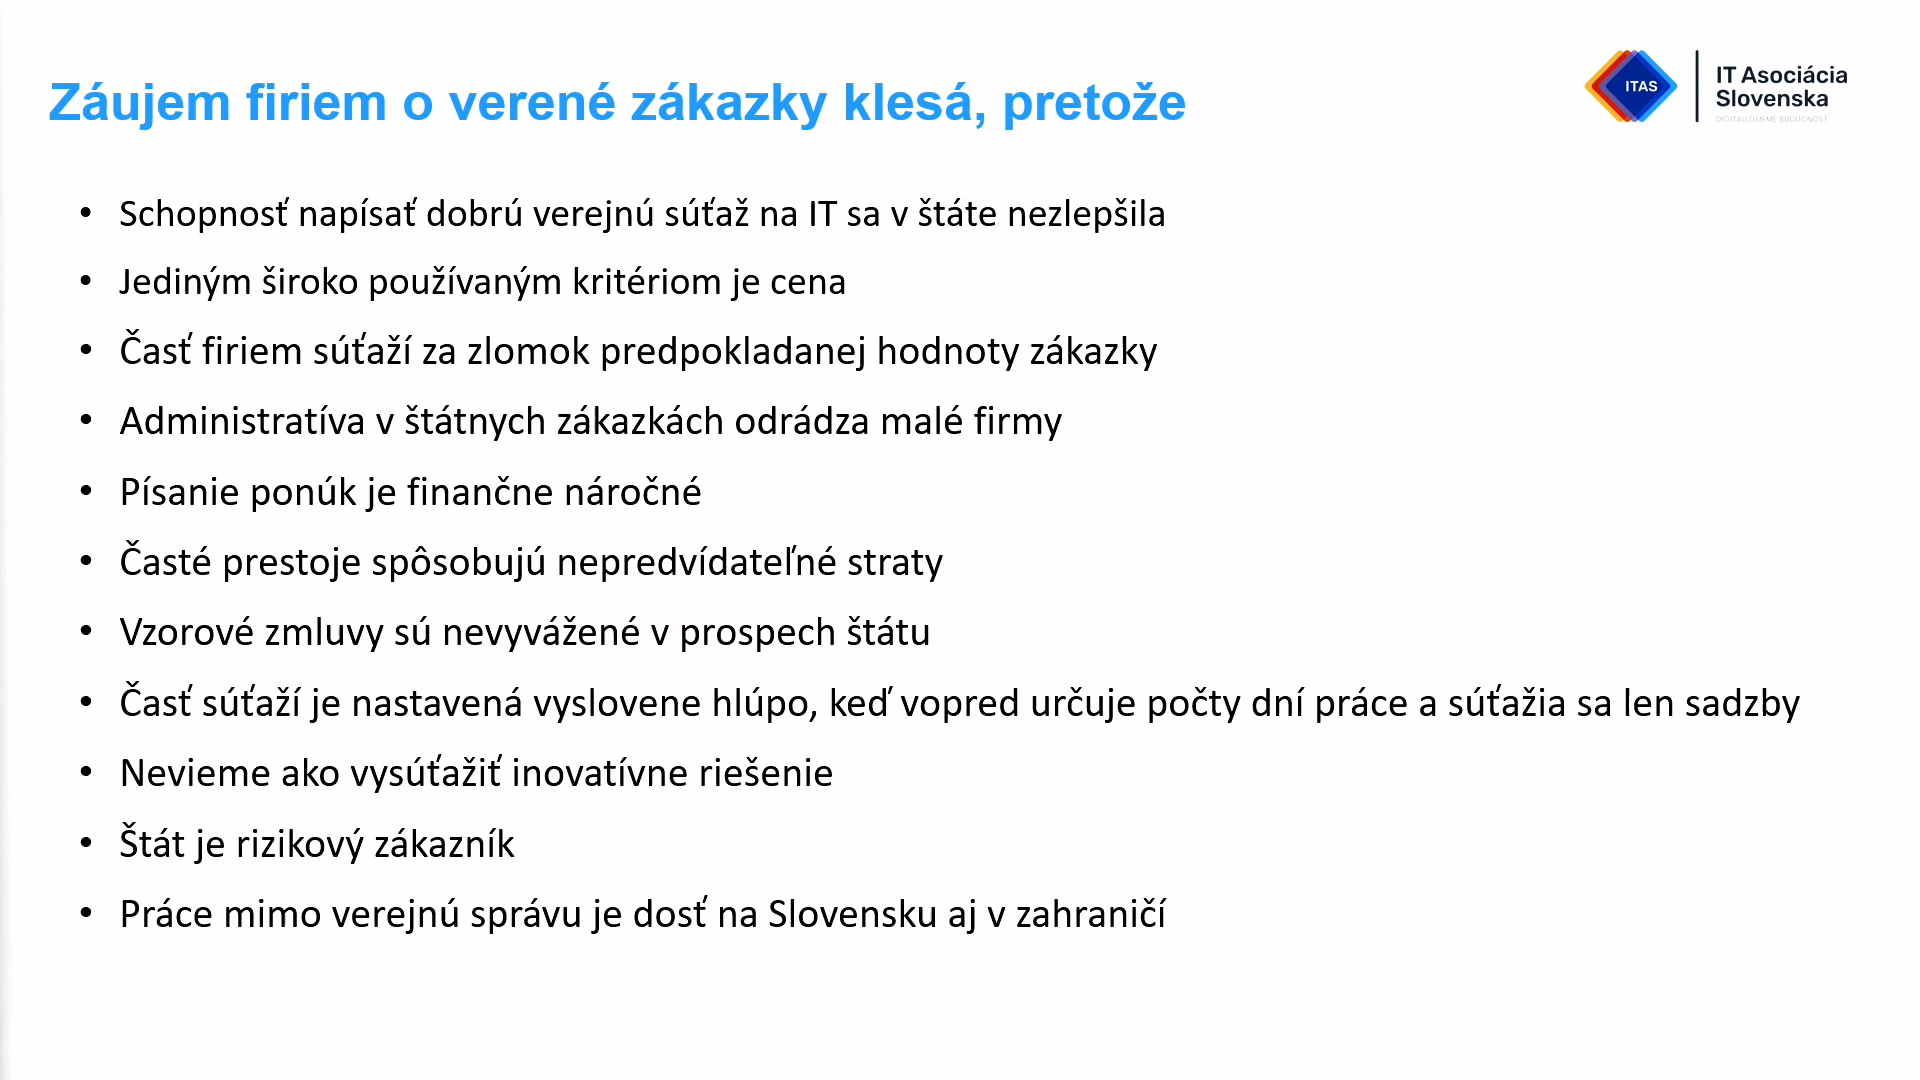 Záujem firiem o verené zákazky klesá, pretože
ITAS
IT Asociácia
Slovenska
DIGITALIZUJEME BUDÚCNOSŤ
• Schopnosť napísať dobrú verejnú súťaž na IT sa v štáte nezlepšila
• Jediným široko používaným kritériom je cena
• Časť firiem súťaží za zlomok predpokladanej hodnoty zákazky
• Administratíva v štátnych zákazkách odrádza malé firmy
• Písanie ponúk je finančne náročné
• Časté prestoje spôsobujú nepredvídateľné straty
• Vzorové zmluvy sú nevyvážené v prospech štátu
• Časť súťaží je nastavená vyslovene hlúpo, keď vopred určuje počty dní práce a súťažia sa len sadzby
• Nevieme ako vysúťažiť inovatívne riešenie
• Štát je rizikový zákazník
• Práce mimo verejnú správu je dosť na Slovensku aj v zahraničí